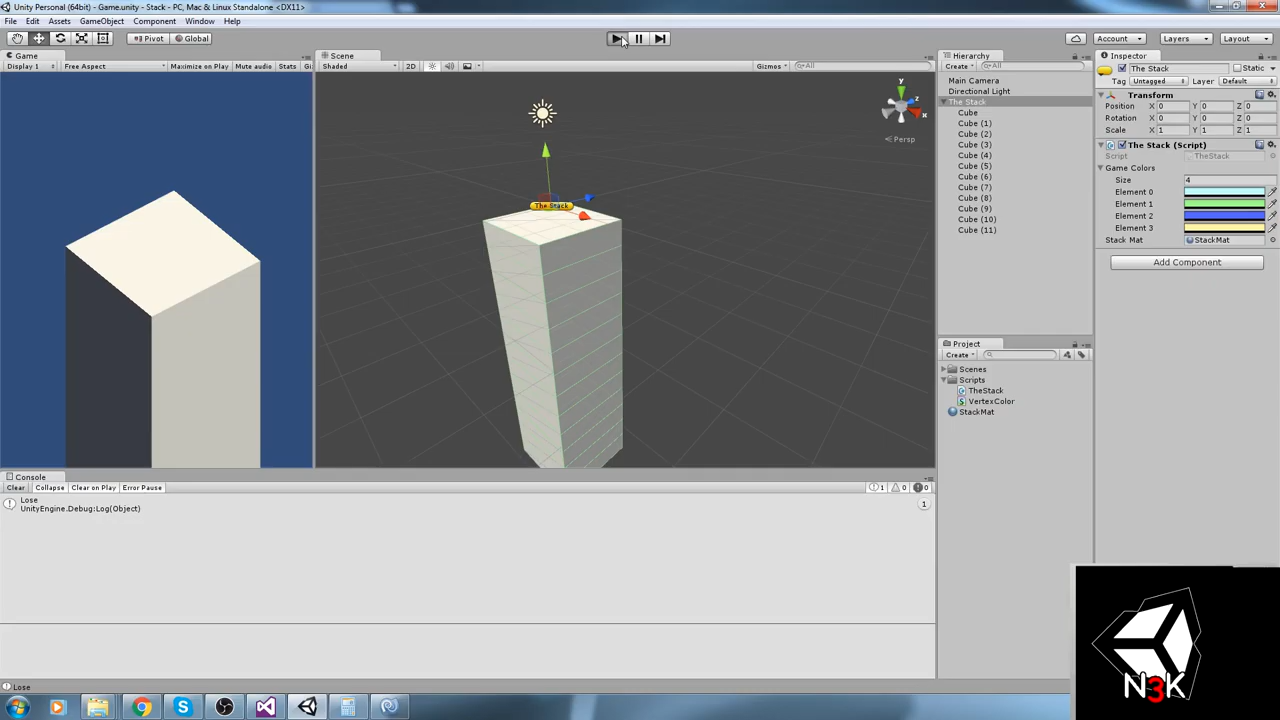 Unity Personal (64bit) - Game.unity - Stack - PC, Mac & Linux Standalone <DX11>
File Edit Assets GameObject Component Window Help
Pivot Global Account Layers Layout
Game
Display 1 Free Aspect Maximize on Play Mute audio Stats Gi
Scene
Shaded 2D Gizmos All
y
z
x
Persp
The Stack
Hierarchy
Create All
Main Camera
Directional Light
The Stack
Cube
Cube (1)
Cube (2)
Cube (3)
Cube (4)
Cube (5)
Cube (6)
Cube (7)
Cube (8)
Cube (9)
Cube (10)
Cube (11)
Project
Create
Scenes
Scripts
TheStack
VertexColor
StackMat
Inspector
The Stack Static
Tag Untagged Layer Default
Transform
Position X 0 Y 0 Z 0
Rotation X 0 Y 0 Z 0
Scale X 1 Y 1 Z 1
The Stack (Script)
Script TheStack
Game Colors
Size 4
Element 0
Element 1
Element 2
Element 3
Stack Mat StackMat
Add Component
Console
Clear Collapse Clear on Play Error Pause 1 0 0
Lose
UnityEngine.Debug:Log(Object) 1
Lose
N3K